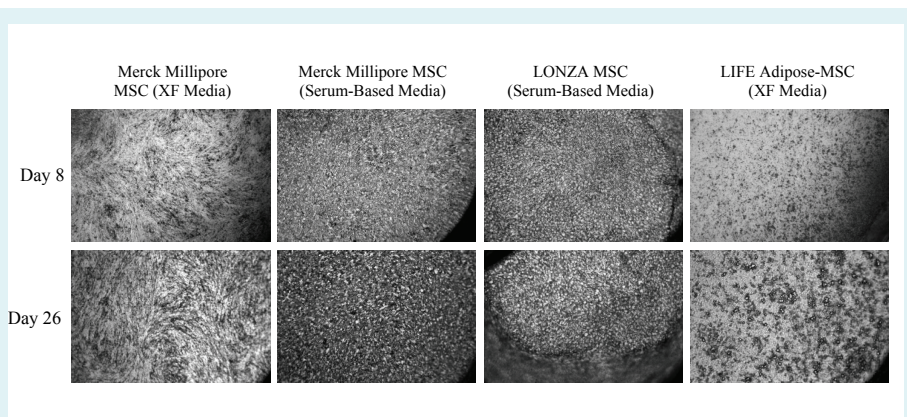 Merck Millipore
MSC (XF Media)
Merck Millipore MSC
(Serum-Based Media)
LONZA MSC
(Serum-Based Media)
LIFE Adipose-MSC
(XF Media)
Day 8
Day 26